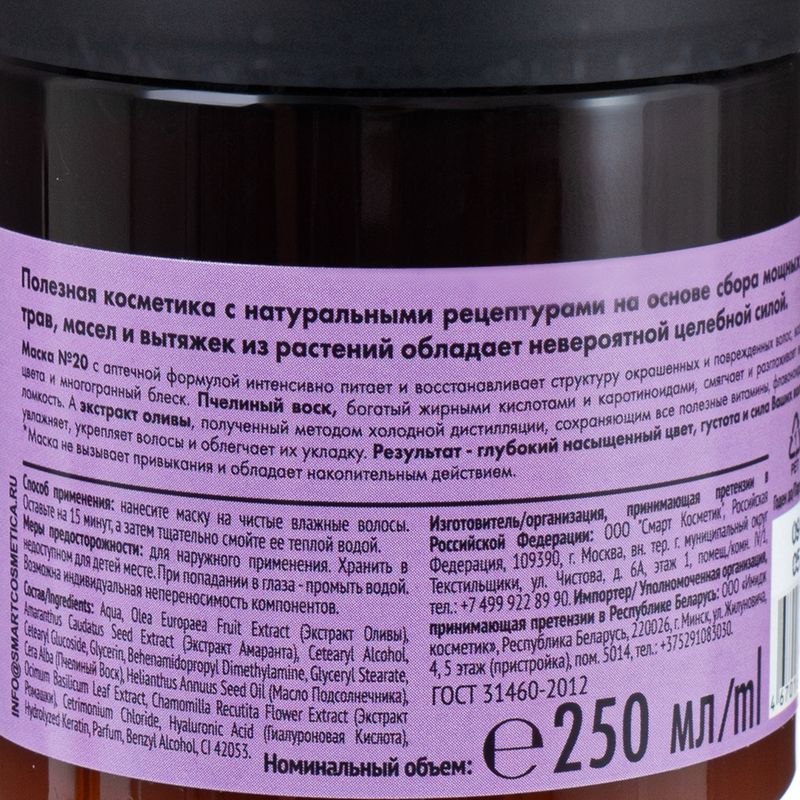 Полезная косметика с натуральными рецептурами на основе сбора мощных
трав, масел и вытяжек из растений обладает невероятной целебной силой.
Маска №20 с аптечной формулой интенсивно питает и восстанавливает структуру окрашенных и поврежденных волос,
цвета и многогранный блеск. Пчелиный воск, богатый жирными кислотами и каротиноидами, смягчает и разглаживает
ломкость. А экстракт оливы, полученный методом холодной дистилляции, сохраняющим все полезные витамины,
увлажняет, укрепляет волосы и облегчает их укладку. Результат - глубокий насыщенный цвет, густота и сила Ваших
*Маска не вызывает привыкания и обладает накопительным действием.
Способ применения: нанесите маску на чистые влажные волосы.
Оставьте на 15 минут, а затем тщательно смойте ее теплой водой.
Меры предосторожности: для наружного применения. Хранить в
недоступном для детей месте. При попадании в глаза - промыть водой.
Возможна индивидуальная непереносимость компонентов.
Состав/Ingredients: Aqua, Olea Europaea Fruit Extract (Экстракт Оливы),
Amaranthus Caudatus Seed Extract (Экстракт Амаранта), Cetearyl Alcohol,
Cetearyl Glucoside, Glycerin, Behenamidopropyl Dimethylamine, Glyceryl Stearate,
Cera Alba (Пчелиный Воск), Helianthus Annuus Seed Oil (Масло Подсолнечника),
Ocimum Basilicum Leaf Extract, Chamomilla Recutita Flower Extract (Экстракт
Ромашки), Cetrimonium Chloride, Hyaluronic Acid (Гиалуроновая Кислота),
Hydrolyzed Keratin, Parfum, Benzyl Alcohol, CI 42053.
Изготовитель/организация, принимающая претензии в
Российской Федерации: ООО "Смарт Косметик", Российская
Федерация, 109390, г. Москва, вн. тер. г. муниципальный округ
Текстильщики, ул. Чистова, д. 6А, этаж 1, помещ./комн. IV/1,
тел.: +7 499 922 89 90. Импортер/ Уполномоченная организация,
принимающая претензии в Республике Беларусь: ООО «Имидж
косметик», Республика Беларусь, 220026, г. Минск, ул. Жилуновича,
4, 5 этаж (пристройка), пом. 5014, тел.: +375291083030.
ГОСТ 31460-2012
Номинальный объем: e 250 мл/ml
INFO@SMARTCOSMETICA.RU